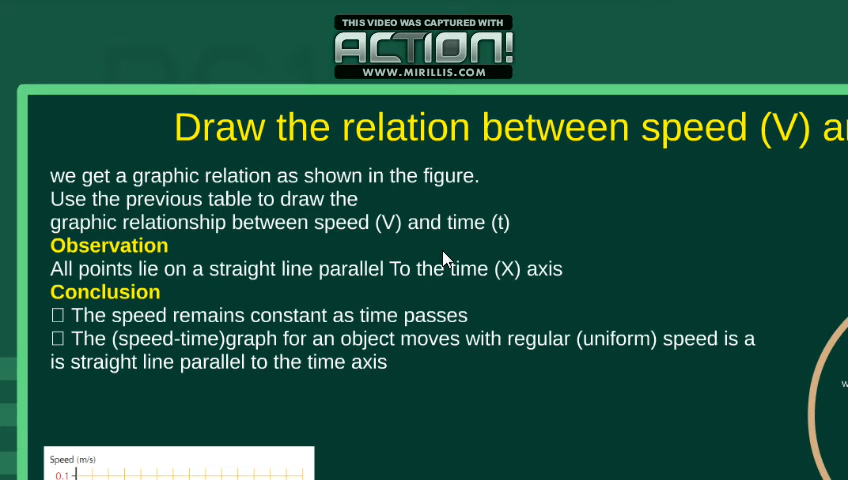 THIS VIDEO WAS CAPTURED WITH
ACTION!
WWW.MIRILLIS.COM
Draw the relation between speed (V)
we get a graphic relation as shown in the figure.
Use the previous table to draw the
graphic relationship between speed (V) and time (t)
Observation
All points lie on a straight line parallel To the time (X) axis
Conclusion
The speed remains constant as time passes
The (speed-time)graph for an object moves with regular (uniform) speed is a
is straight line parallel to the time axis
Speed (m/s)
0.1